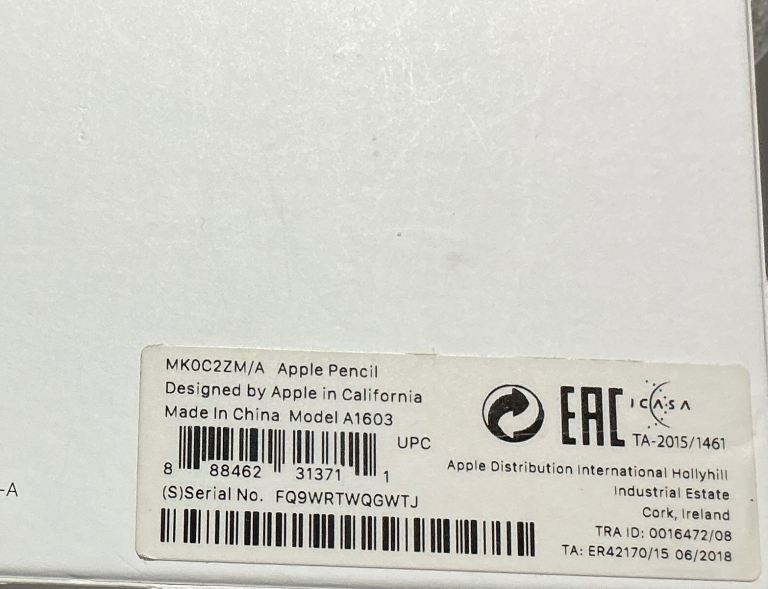 MK0C2ZM/A Apple Pencil
Designed by Apple in California
Made In China Model A1603
UPC
8 88462 31371 1
(S)Serial No. FQ9WRTWQGWTJ
EAC
ICASA
TA-2015/1461
Apple Distribution International Hollyhill
Industrial Estate
Cork, Ireland
TRA ID: 0016472/08
TA: ER42170/15 06/2018
-A